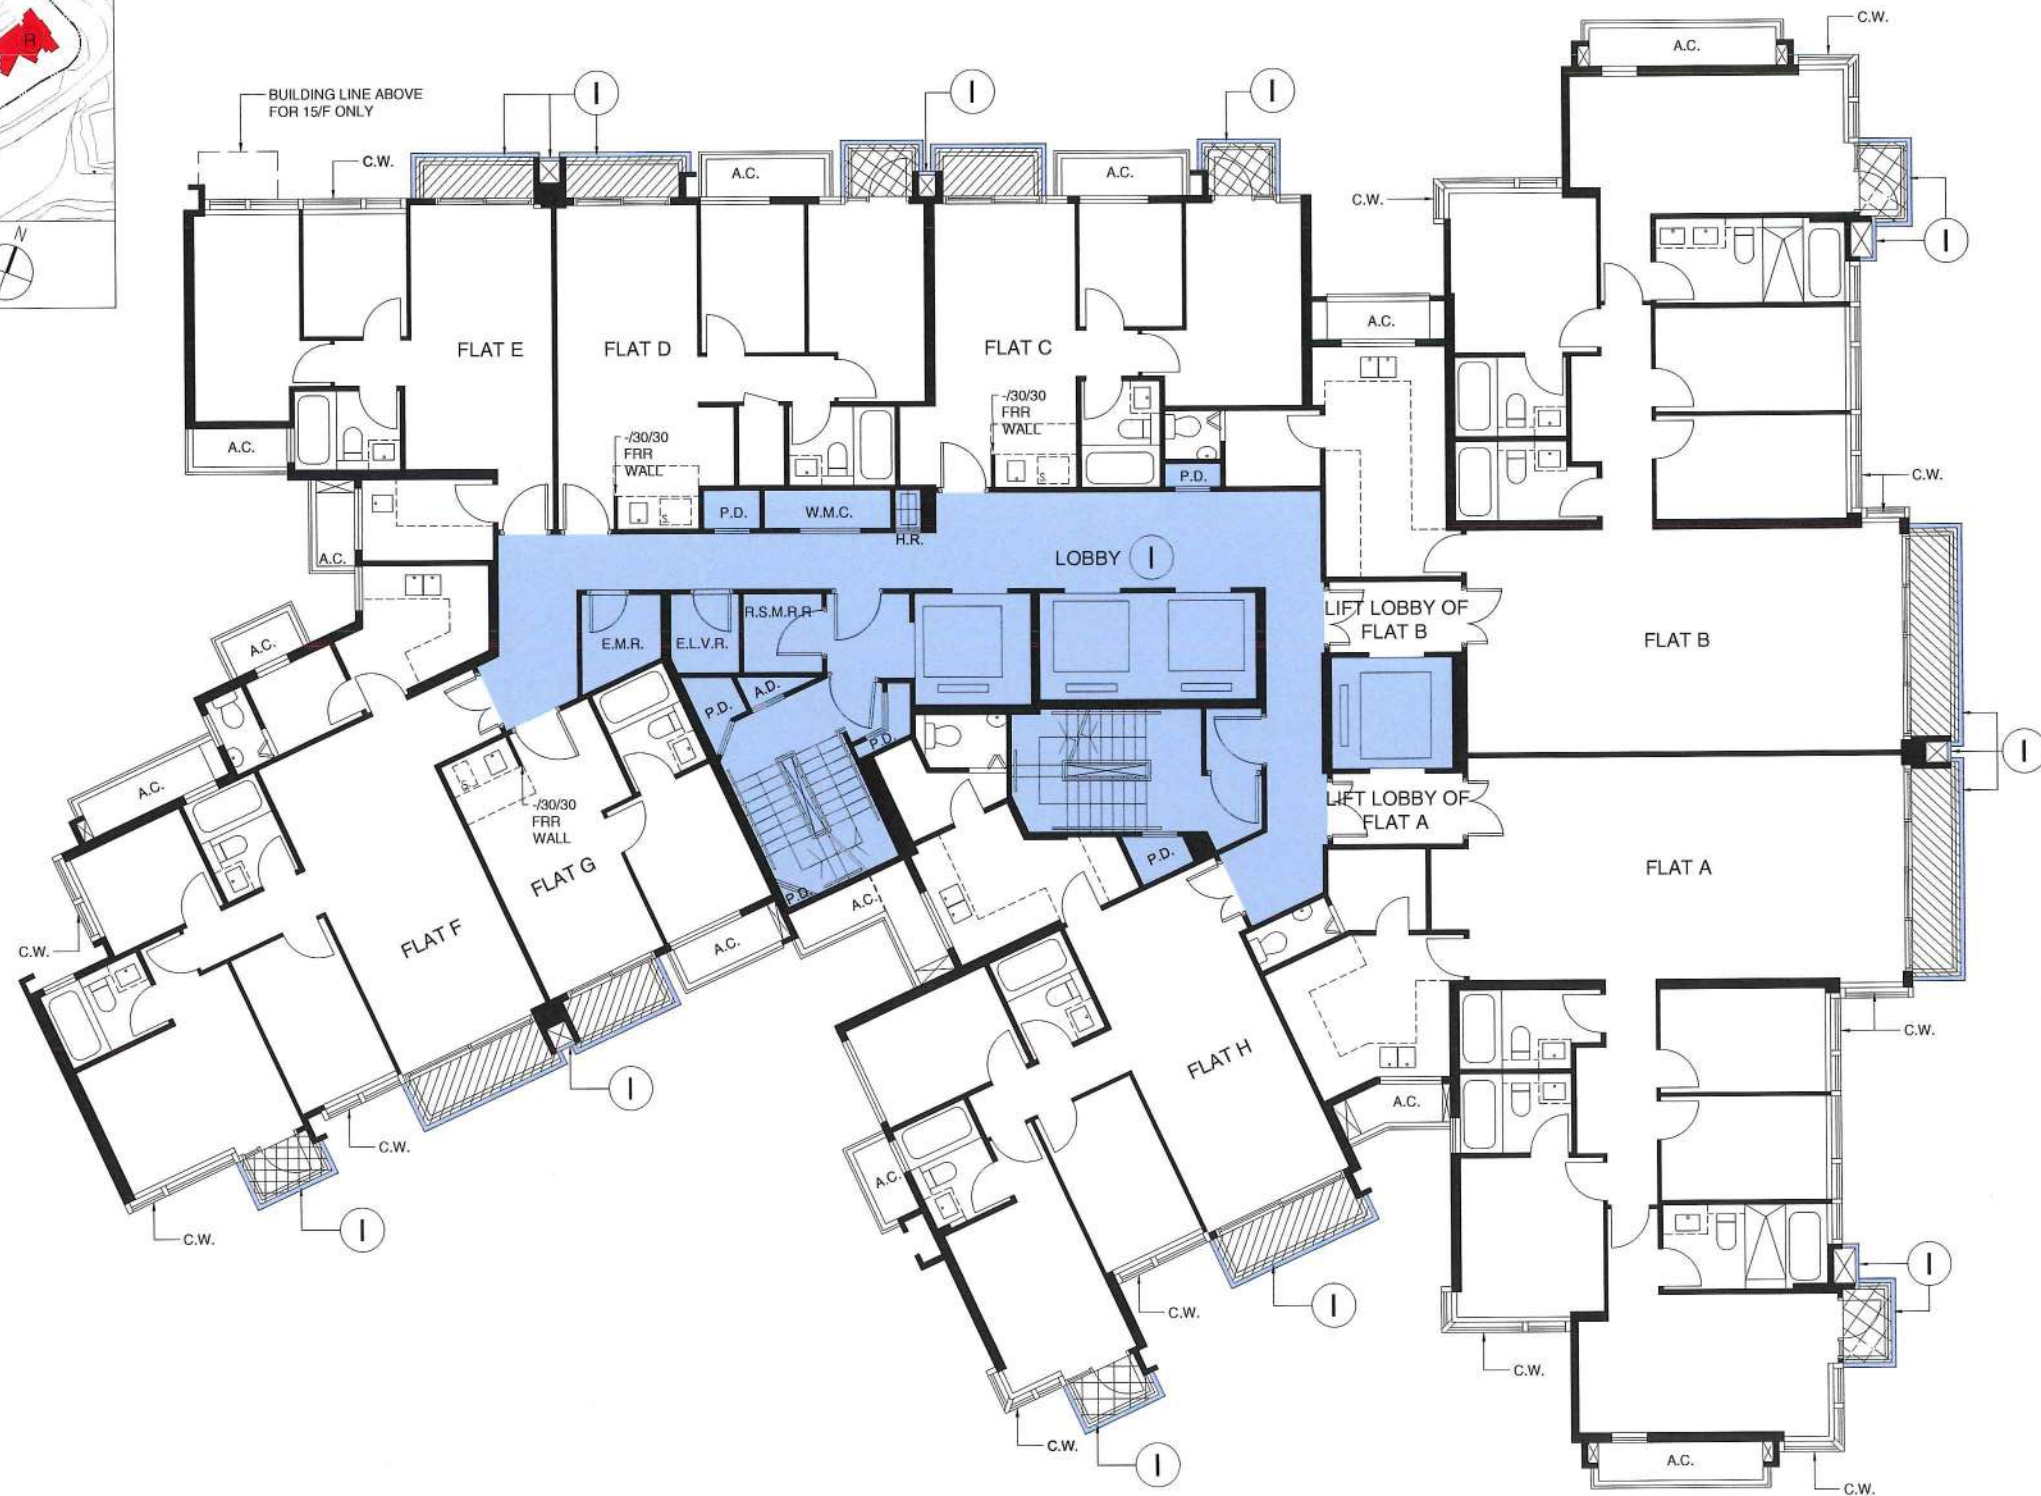 R
N
BUILDING LINE ABOVE
FOR 15/F ONLY
C.W.
I
I
I
A.C.
C.W.
A.C.
A.C.
C.W.
I
I
A.C.
FLAT E
FLAT D
FLAT C
-/30/30
FRR
WALL
-/30/30
FRR
WALL
A.C.
S.
S.
P.D.
P.D.
W.M.C.
H.R.
C.W.
A.C.
LOBBY I
E.M.R.
E.L.V.R.
R.S.M.R.R
LIFT LOBBY OF
FLAT B
FLAT B
A.C.
P.D.
A.D.
P.D.
I
A.C.
S.
-/30/30
FRR
WALL
LIFT LOBBY OF
FLAT A
FLAT A
P.D.
FLAT G
P.D.
A.C.
FLAT F
A.C.
C.W.
I
C.W.
FLAT H
A.C.
C.W.
A.C.
I
C.W.
I
C.W.
I
C.W.
C.W.
I
A.C.
C.W.